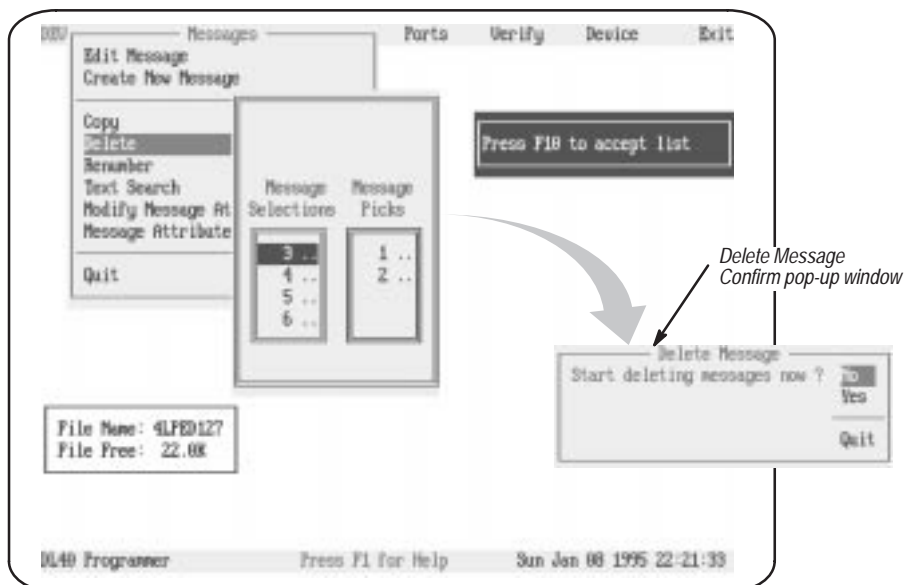 Messages Ports Verify Device Exit
Edit Message
Create New Message
Copy
Delete
Renumber
Text Search
Modify Message At
Message Attribute
Quit
Message Selections
3 ..
4 ..
5 ..
6 ..
Message Picks
1 ..
2 ..
Press F10 to accept list
Delete Message
Confirm pop-up window
Delete Message
Start deleting messages now ? No
Yes
Quit
File Name: 4LPED127
File Free: 22.0K
DL40 Programmer Press F1 for Help Sun Jan 08 1995 22:21:33